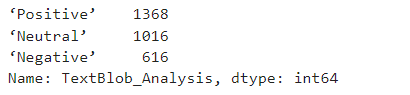 ‘Positive’ 1368
‘Neutral’ 1016
‘Negative’ 616
Name: TextBlob_Analysis, dtype: int64